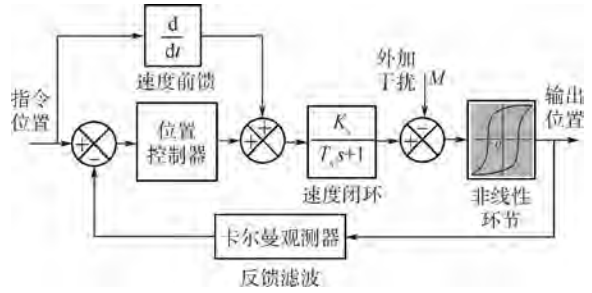 d
dt
速度前馈
外加
干扰
M
指令
位置
+
-
位置
控制器
+
+
K_s
T_s s+1
速度闭环
+
-
非线性
环节
输出
位置
卡尔曼观测器
反馈滤波